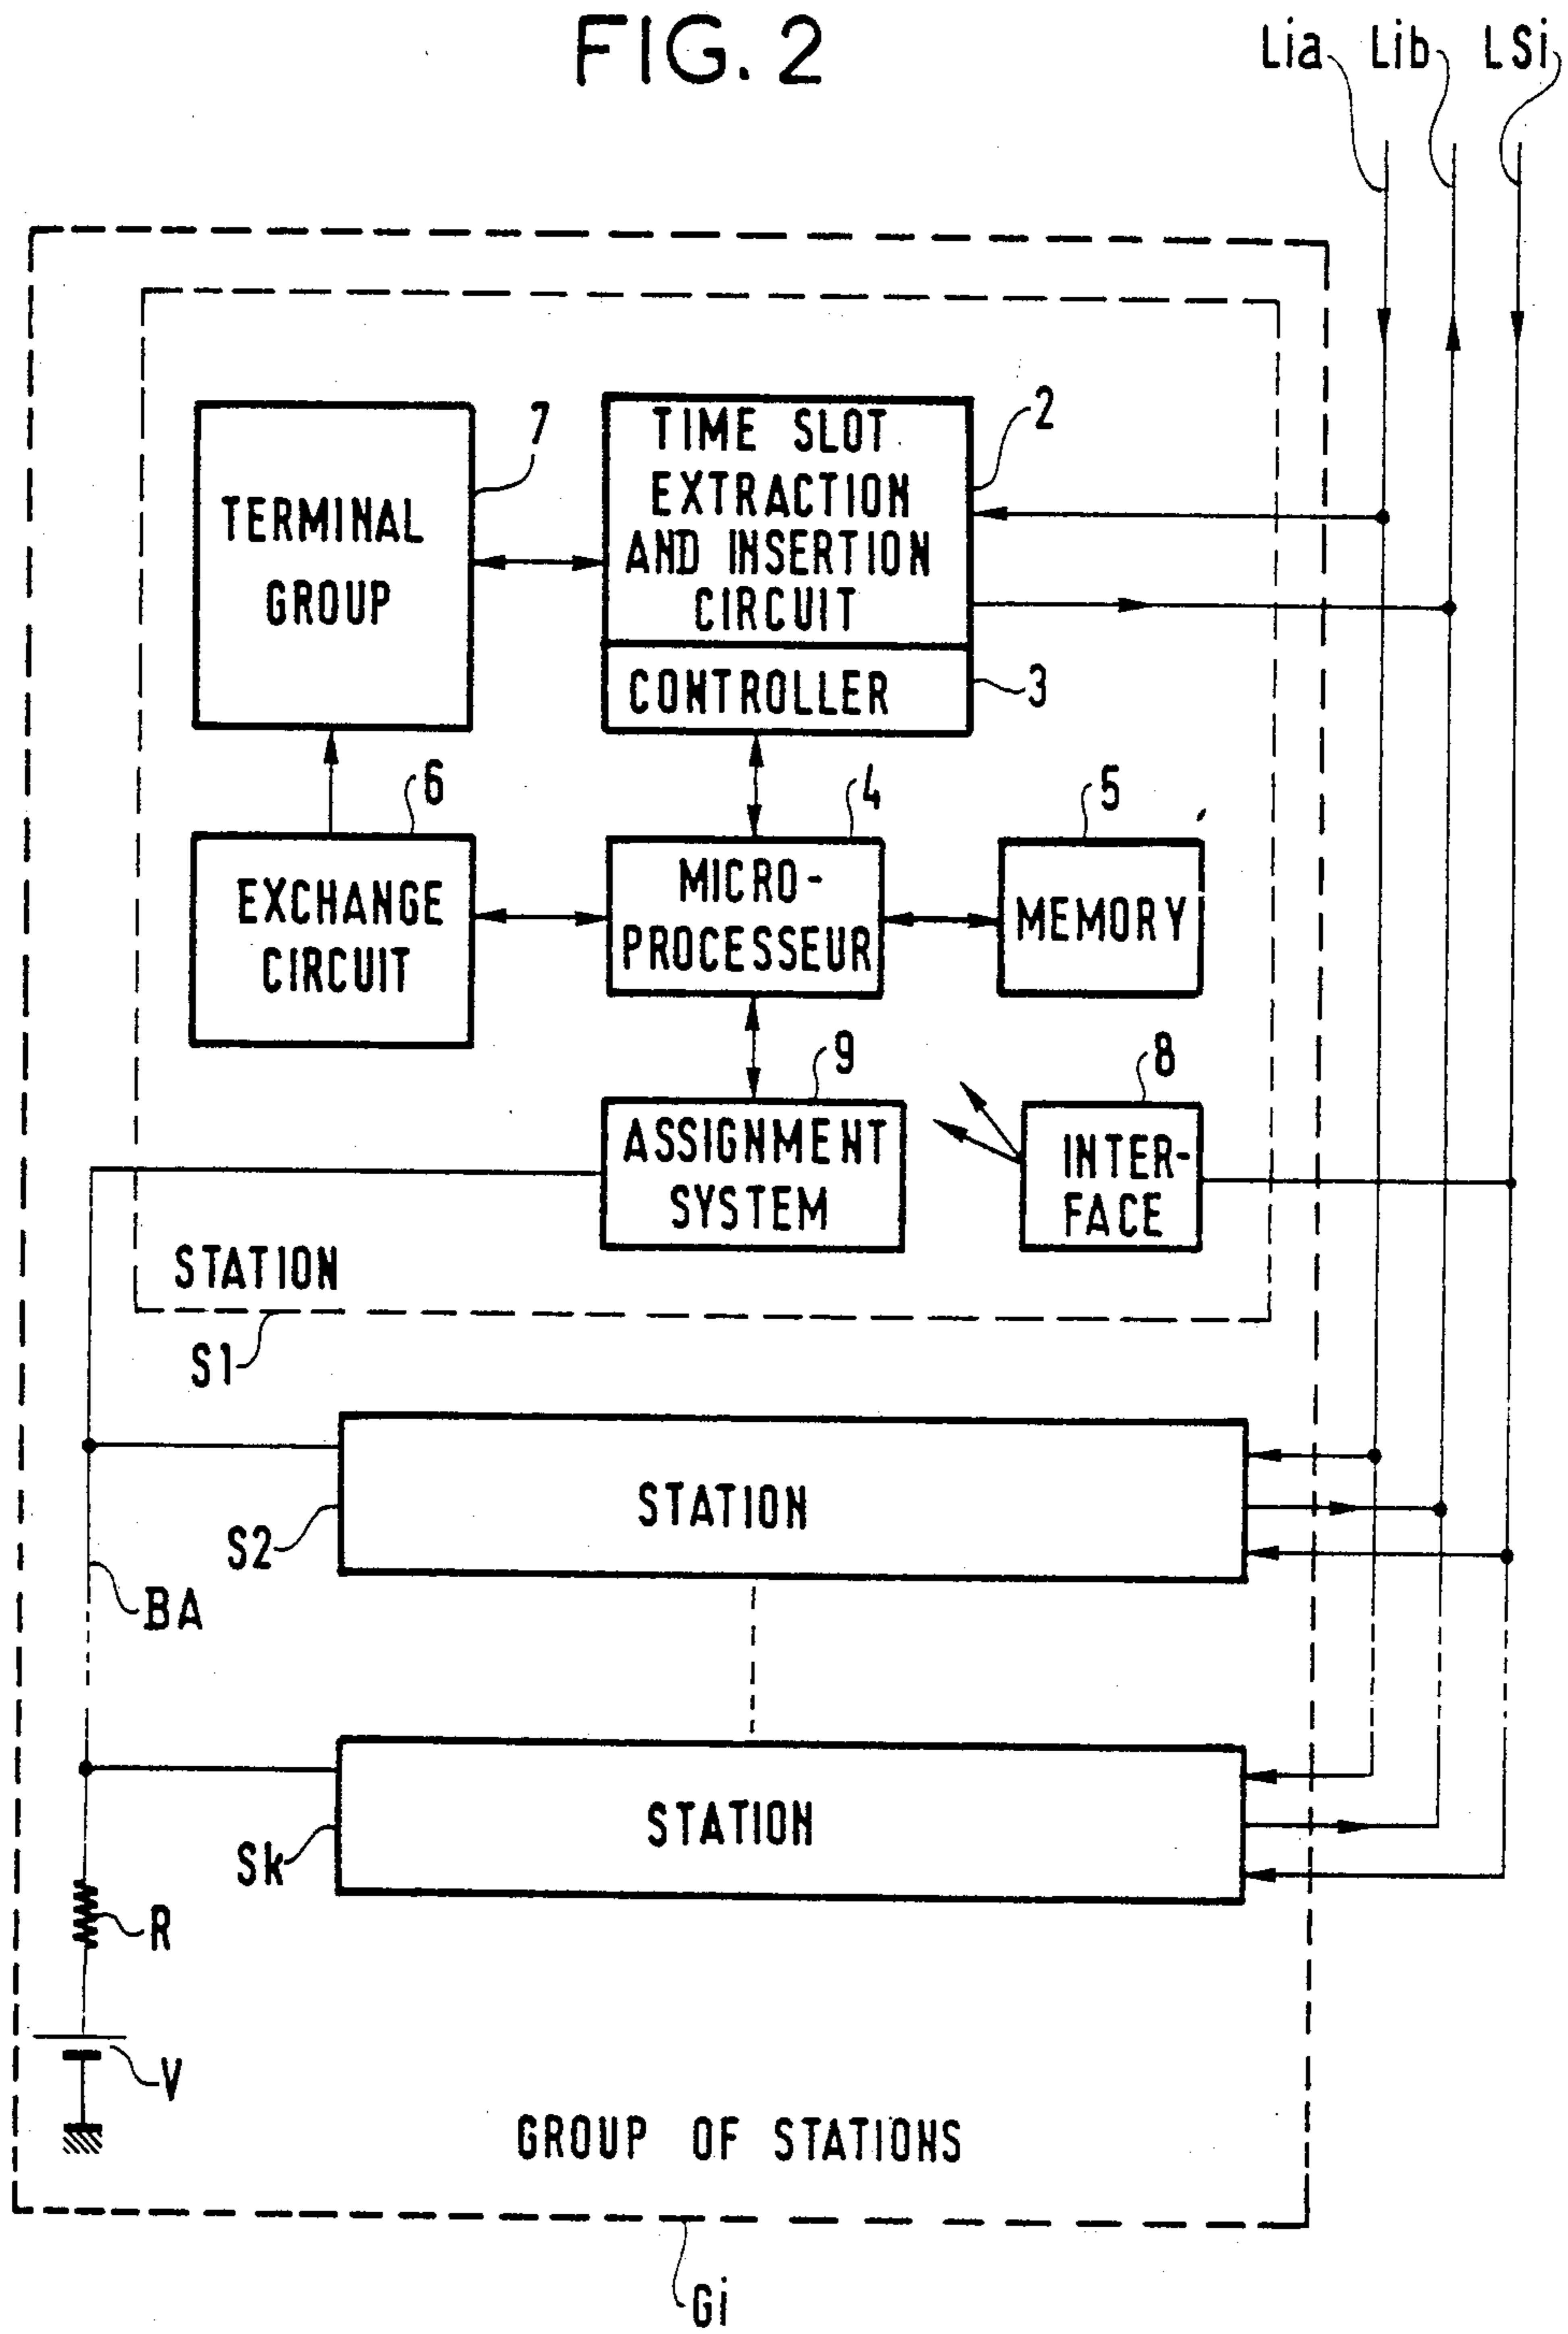 FIG. 2
Lia Lib LSi
7
2
TIME SLOT
EXTRACTION
AND INSERTION
CIRCUIT
TERMINAL
GROUP
CONTROLLER
3
6
4
5
EXCHANGE
CIRCUIT
MICRO-
PROCESSEUR
MEMORY
9
8
ASSIGNMENT
SYSTEM
INTER-
FACE
STATION
S1
STATION
S2
BA
STATION
Sk
R
V
GROUP OF STATIONS
Gi